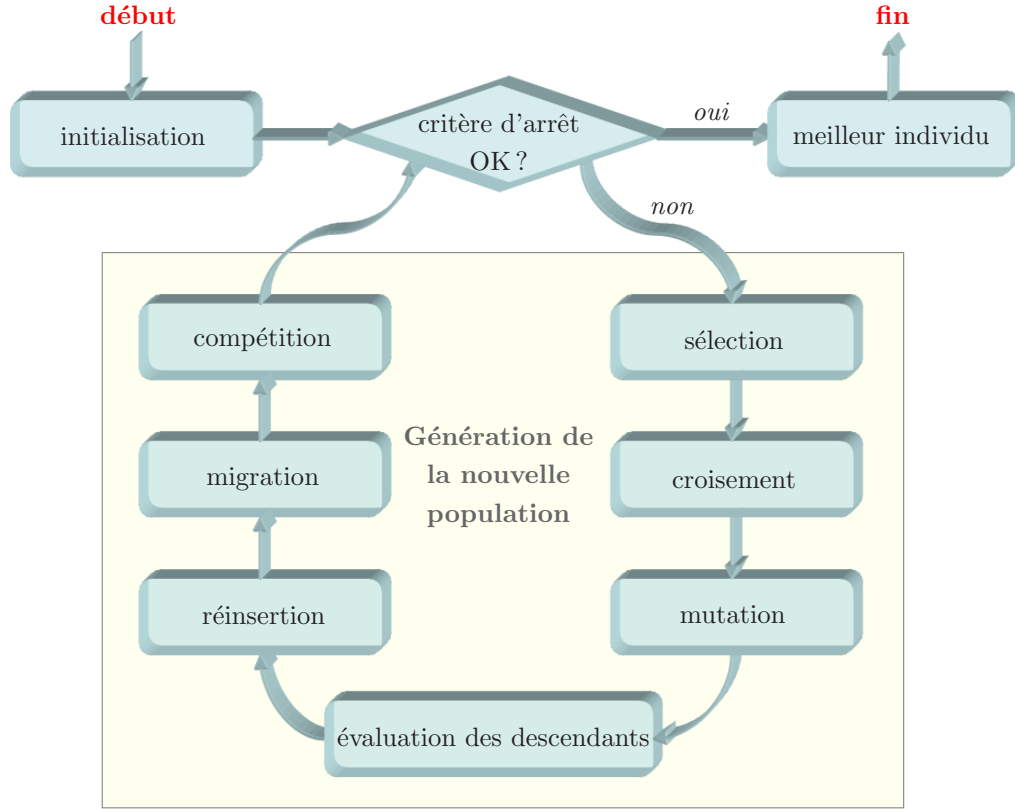 début
fin
initialisation
critère d'arrêt
OK ?
oui
meilleur individu
non
compétition
sélection
Génération de
la nouvelle
population
migration
croisement
réinsertion
mutation
évaluation des descendants